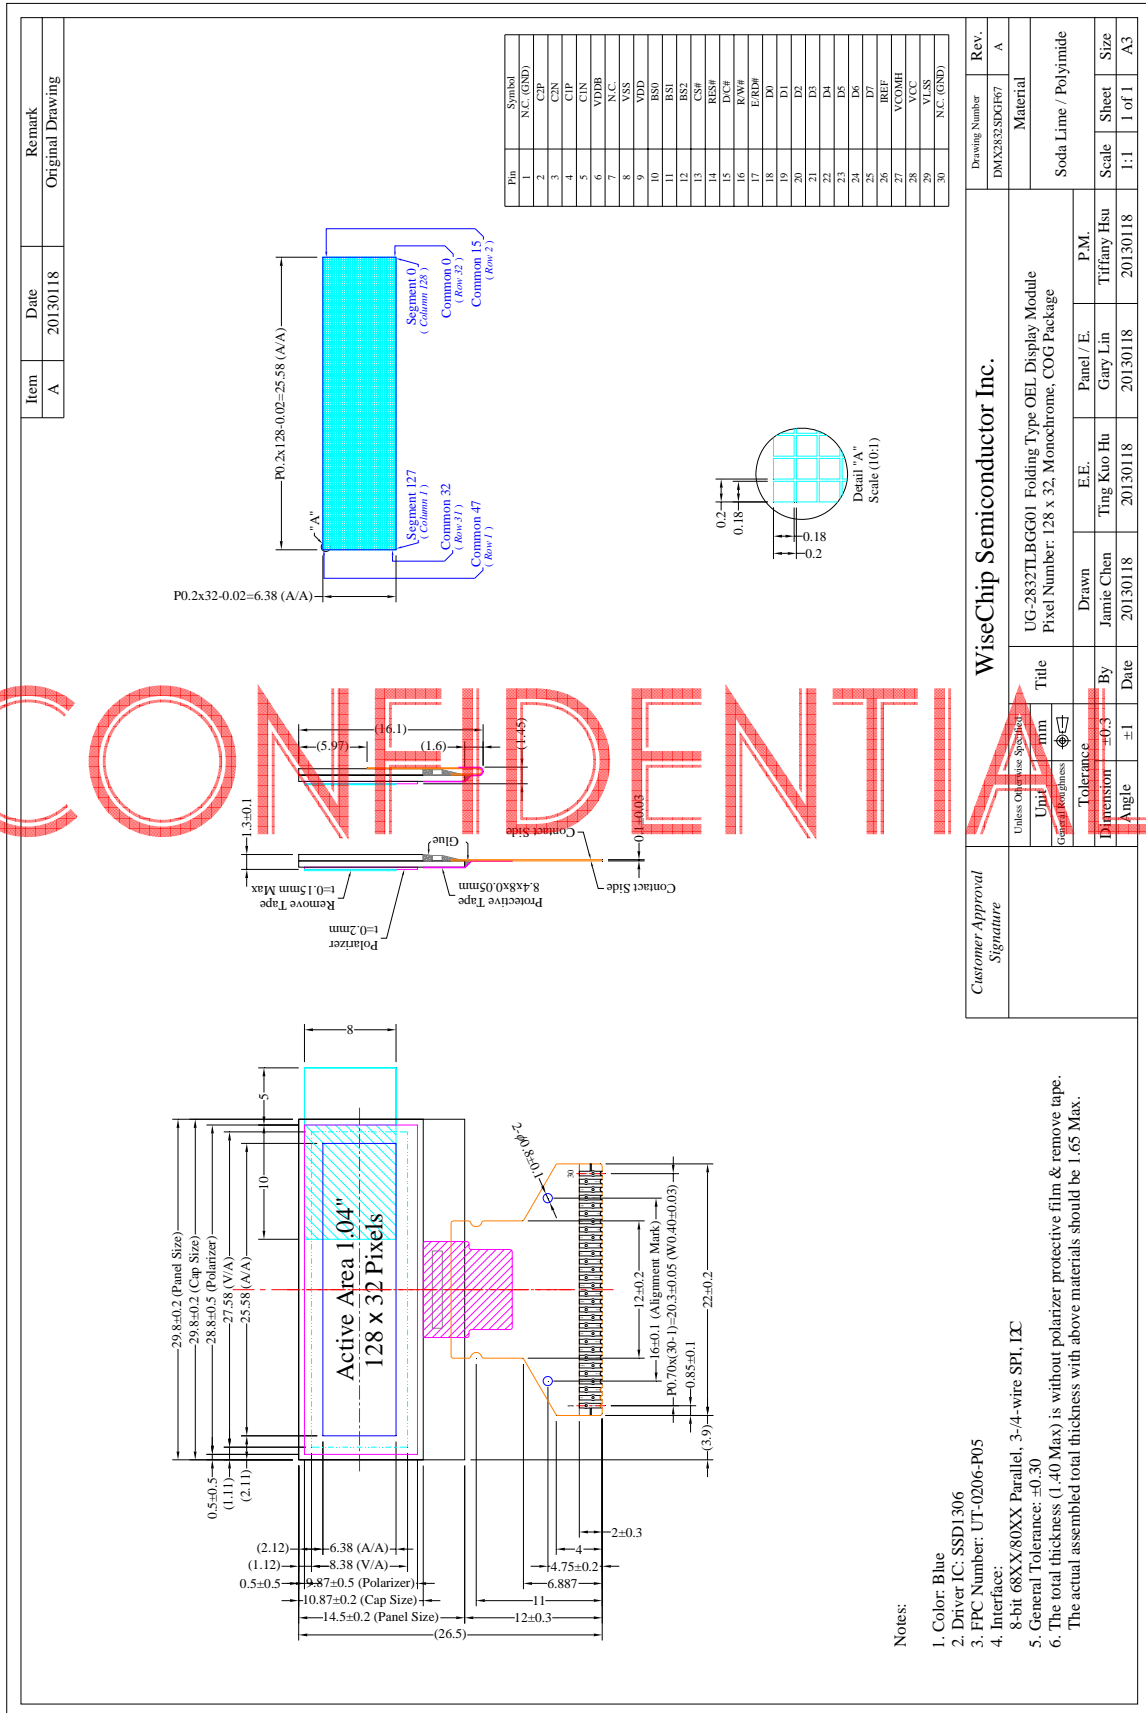 Item Date Remark
A 20130118 Original Drawing
P0.2x128-0.02=25.58 (A/A)
P0.2x32-0.02=6.38 (A/A)
"A"
Segment 127
( Column 1 )
Common 32
( Row 31 )
Common 47
( Row 1 )
Segment 0
( Column 128 )
Common 0
( Row 32 )
Common 15
( Row 2 )
Pin Symbol
1 N.C. (GND)
2 C2P
3 C2N
4 C1P
5 C1N
6 VDDB
7 N.C.
8 VSS
9 VDD
10 BS0
11 BS1
12 BS2
13 CS#
14 RES#
15 D/C#
16 R/W#
17 E/RD#
18 D0
19 D1
20 D2
21 D3
22 D4
23 D5
24 D6
25 D7
26 IREF
27 VCOMH
28 VCC
29 VLSS
30 N.C. (GND)
0.2
0.18
0.18
0.2
Detail "A"
Scale (10:1)
(16.1)
(5.97)
(1.6)
(1.45)
1.3±0.1
0.1±0.03
Glue
Contact Side
Contact Side
Protective Tape
8.4x8x0.05mm
Remove Tape
t=0.15mm Max
Polarizer
t=0.2mm
CONFIDENTIAL
29.8±0.2 (Panel Size)
29.8±0.2 (Cap Size)
28.8±0.5 (Polarizer)
27.58 (V/A)
25.58 (A/A)
0.5±0.5
(1.11)
(2.11)
5
10
8
Active Area 1.04"
128 x 32 Pixels
(2.12)
6.38 (A/A)
(1.12)
8.38 (V/A)
0.5±0.5
9.87±0.5 (Polarizer)
10.87±0.2 (Cap Size)
14.5±0.2 (Panel Size)
(26.5)
12±0.3
11
6.887
4.75±0.2
4
2±0.3
2-φ0.8±0.1
30
12±0.2
16±0.1 (Alignment Mark)
P0.70x(30-1)=20.3±0.05 (W0.40±0.03)
0.85±0.1
22±0.2
(3.9)
Notes:
1. Color: Blue
2. Driver IC: SSD1306
3. FPC Number: UT-0206-P05
4. Interface:
8-bit 68XX/80XX Parallel, 3-/4-wire SPI, I²C
5. General Tolerance: ±0.30
6. The total thickness (1.40 Max) is without polarizer protective film & remove tape.
The actual assembled total thickness with above materials should be 1.65 Max.
Customer Approval
Signature
WiseChip Semiconductor Inc.
Drawing Number Rev.
DMX2832SDGF67 A
Unless Otherwise Specified
Unit mm
General Roughness
Tolerance
Dimension ±0.3
Angle ±1
Title
UG-2832TLBGG01 Folding Type OEL Display Module
Pixel Number: 128 x 32, Monochrome, COG Package
Material
Soda Lime / Polyimide
Drawn E.E. Panel / E. P.M.
By Jamie Chen Ting Kuo Hu Gary Lin Tiffany Hsu
Date 20130118 20130118 20130118 20130118
Scale Sheet Size
1:1 1 of 1 A3